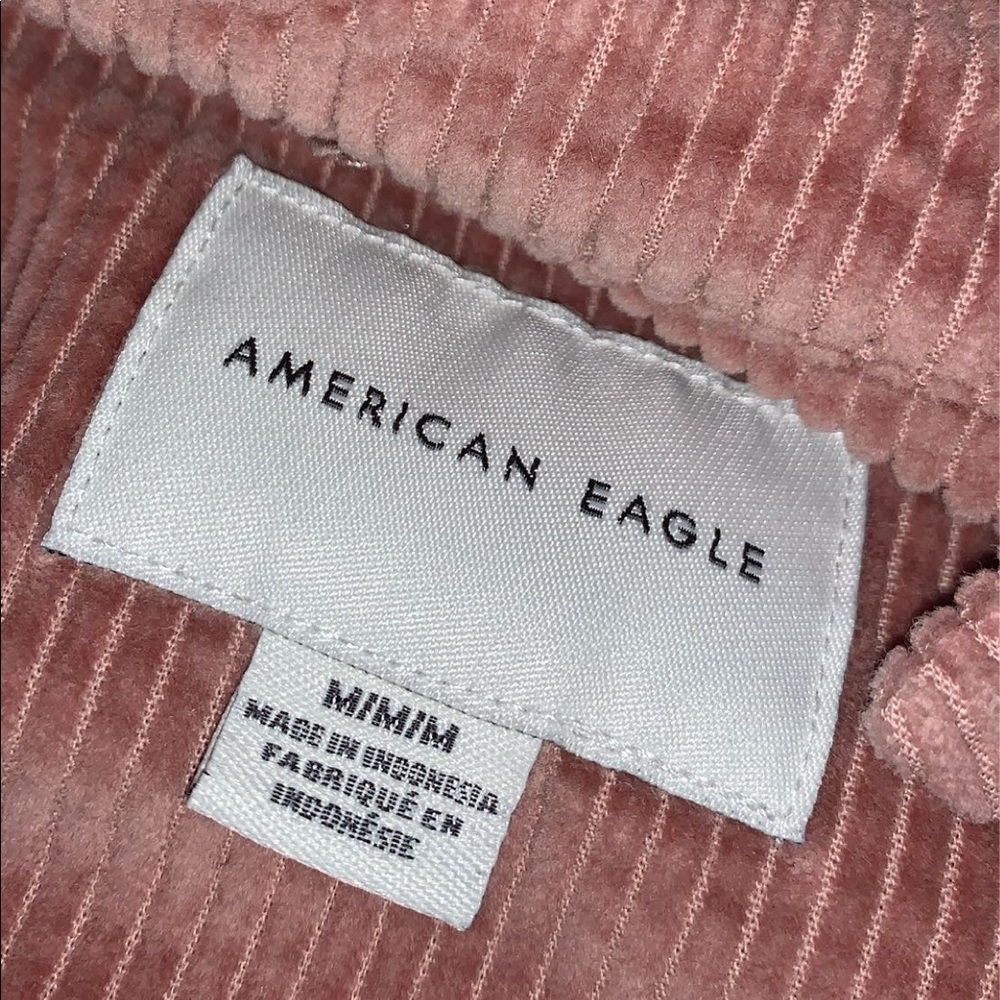 AMERICAN EAGLE
M/M/M
MADE IN INDONESIA
FABRIQUÉ EN
INDONÉSIE